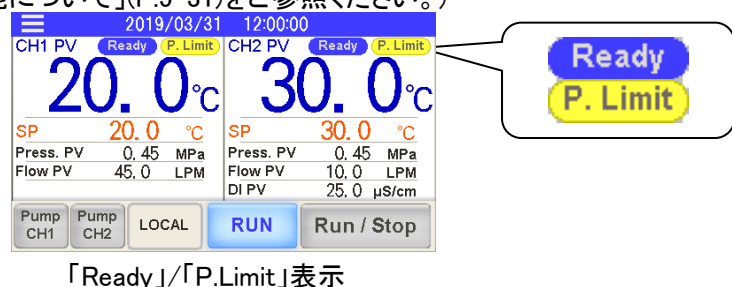 について」(P.5-31)をご参照ください。)
2019/03/31 12:00:00
CH1 PV Ready P. Limit CH2 PV Ready P. Limit
20. 0℃ 30. 0℃
SP 20. 0 ℃ SP 30. 0 ℃
Press. PV 0. 45 MPa Press. PV 0. 45 MPa
Flow PV 45. 0 LPM Flow PV 10. 0 LPM
DI PV 25. 0 µS/cm
Pump CH1 Pump CH2 LOCAL RUN Run / Stop
Ready
P. Limit
「Ready」/「P.Limit」表示